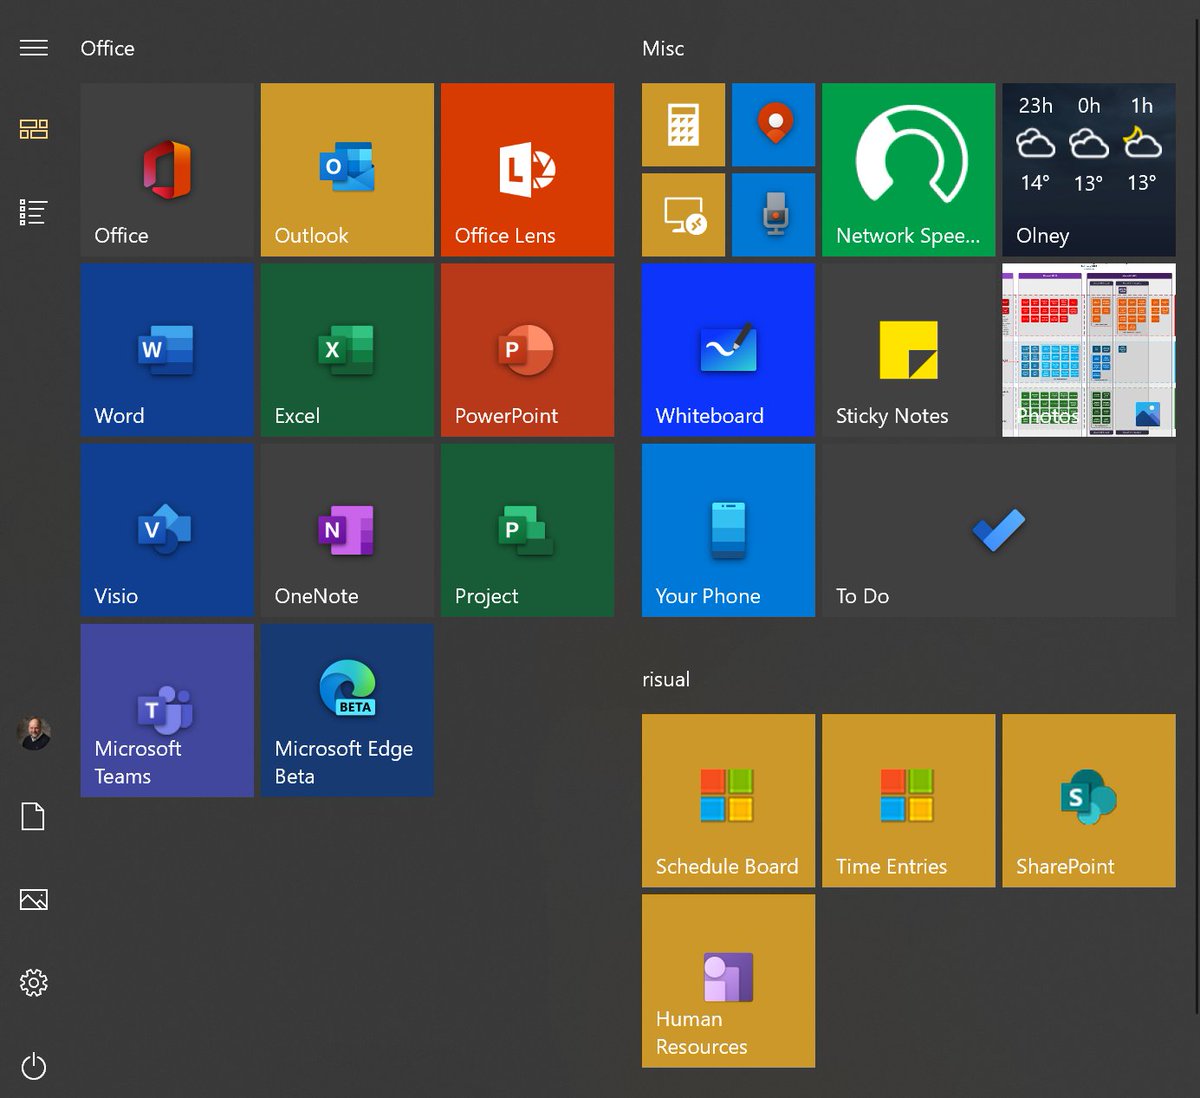 Office
Misc
Office
Outlook
Office Lens
Network Spee...
23h 0h 1h
14° 13° 13°
Olney
Word
Excel
PowerPoint
Whiteboard
Sticky Notes
Photos
Visio
OneNote
Project
Your Phone
To Do
risual
Microsoft
Teams
BETA
Microsoft Edge
Beta
Schedule Board
Time Entries
SharePoint
Human
Resources